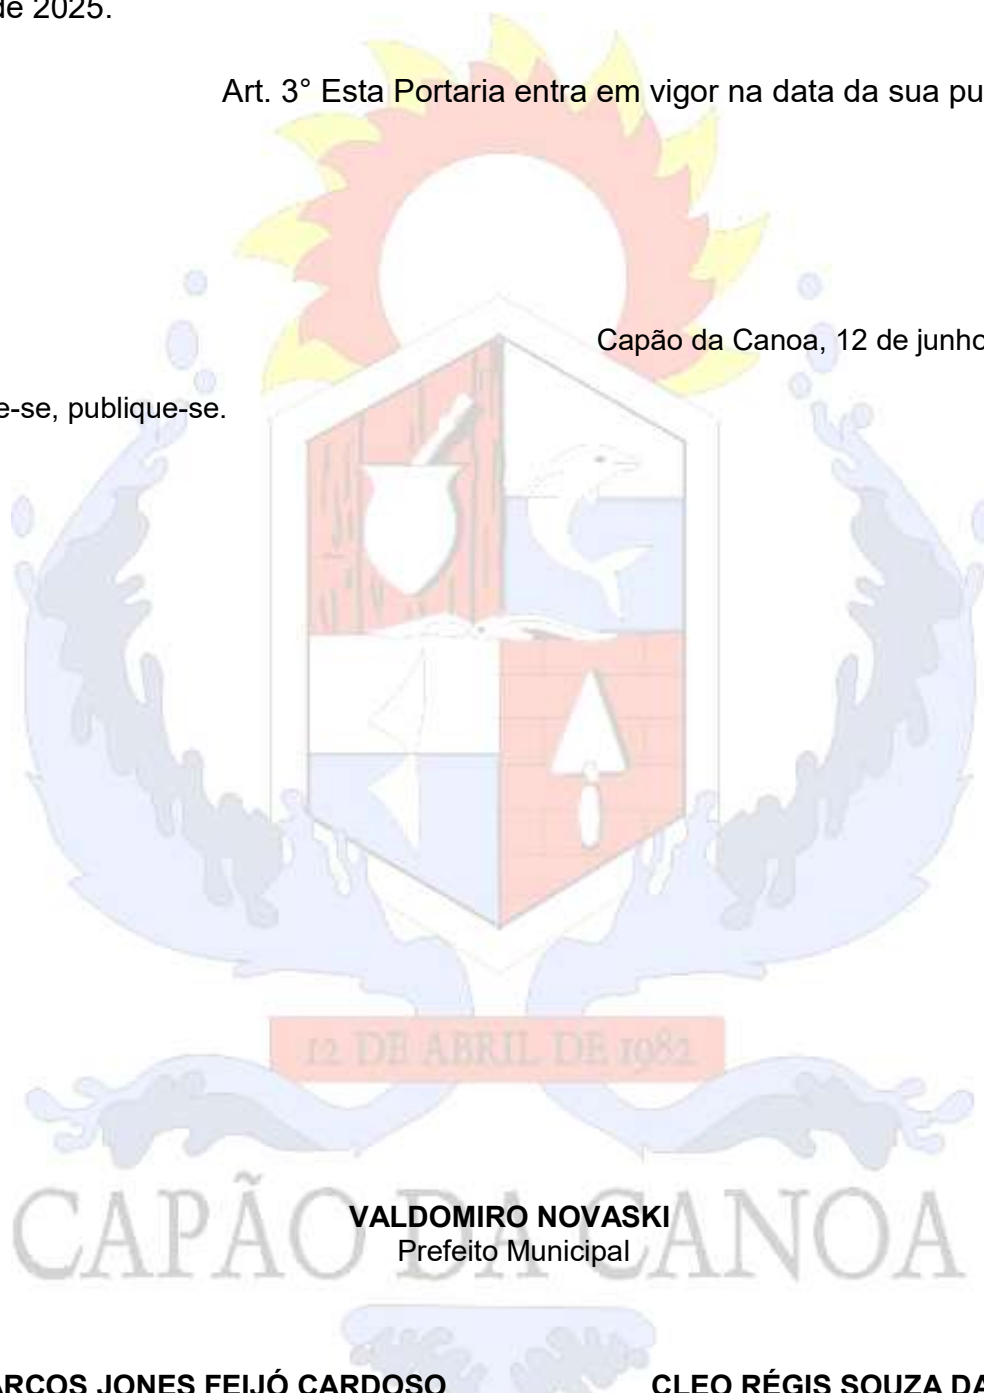 de 2025.
Art. 3° Esta Portaria entra em vigor na data da sua pu
Capão da Canoa, 12 de junho
e-se, publique-se.
12 DE ABRIL DE 1982
CAPÃO DA CANOA
VALDOMIRO NOVASKI
Prefeito Municipal
ARCOS JONES FEIJÓ CARDOSO CLEO RÉGIS SOUZA DA